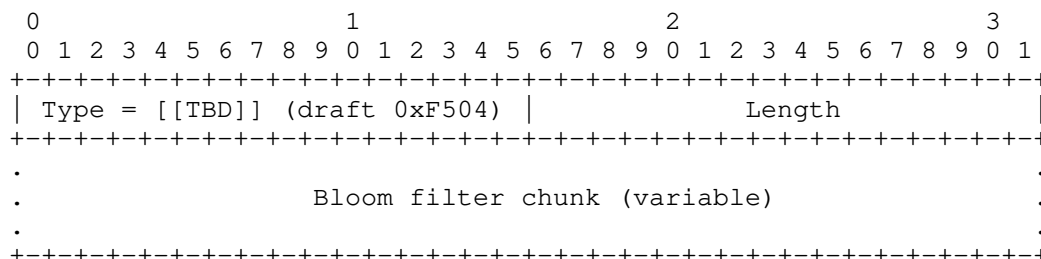 0                   1                   2                   3
 0 1 2 3 4 5 6 7 8 9 0 1 2 3 4 5 6 7 8 9 0 1 2 3 4 5 6 7 8 9 0 1
+-+-+-+-+-+-+-+-+-+-+-+-+-+-+-+-+-+-+-+-+-+-+-+-+-+-+-+-+-+-+-+-+
| Type = [[TBD]] (draft 0xF504) |             Length            |
+-+-+-+-+-+-+-+-+-+-+-+-+-+-+-+-+-+-+-+-+-+-+-+-+-+-+-+-+-+-+-+-+
.                                                               .
.                  Bloom filter chunk (variable)                .
.                                                               .
+-+-+-+-+-+-+-+-+-+-+-+-+-+-+-+-+-+-+-+-+-+-+-+-+-+-+-+-+-+-+-+-+